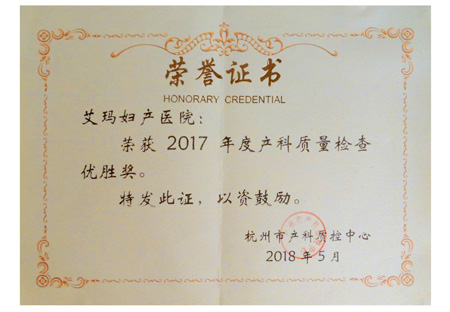 荣誉证书
HONORARY CREDENTIAL
艾玛妇产医院：
荣获 2017 年度产科质量检查
优胜奖。
特发此证，以资鼓励。
杭州市产科质控中心
2018 年 5 月